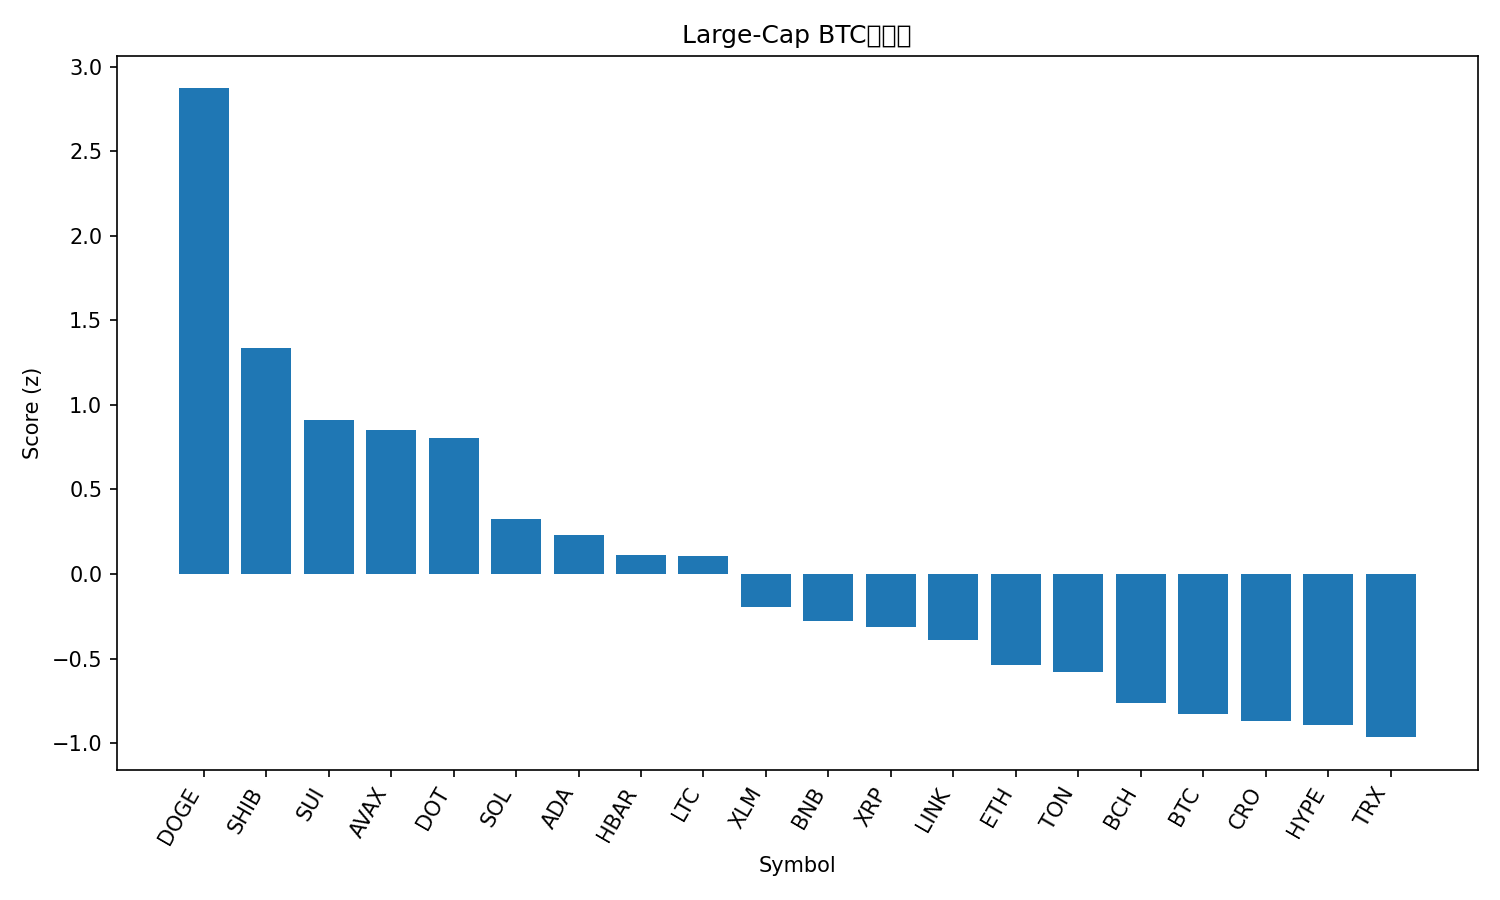 Large-Cap BTC
Score (z)
3.0
2.5
2.0
1.5
1.0
0.5
0.0
−0.5
−1.0
DOGE
SHIB
SUI
AVAX
DOT
SOL
ADA
HBAR
LTC
XLM
BNB
XRP
LINK
ETH
TON
BCH
BTC
CRO
HYPE
TRX
Symbol